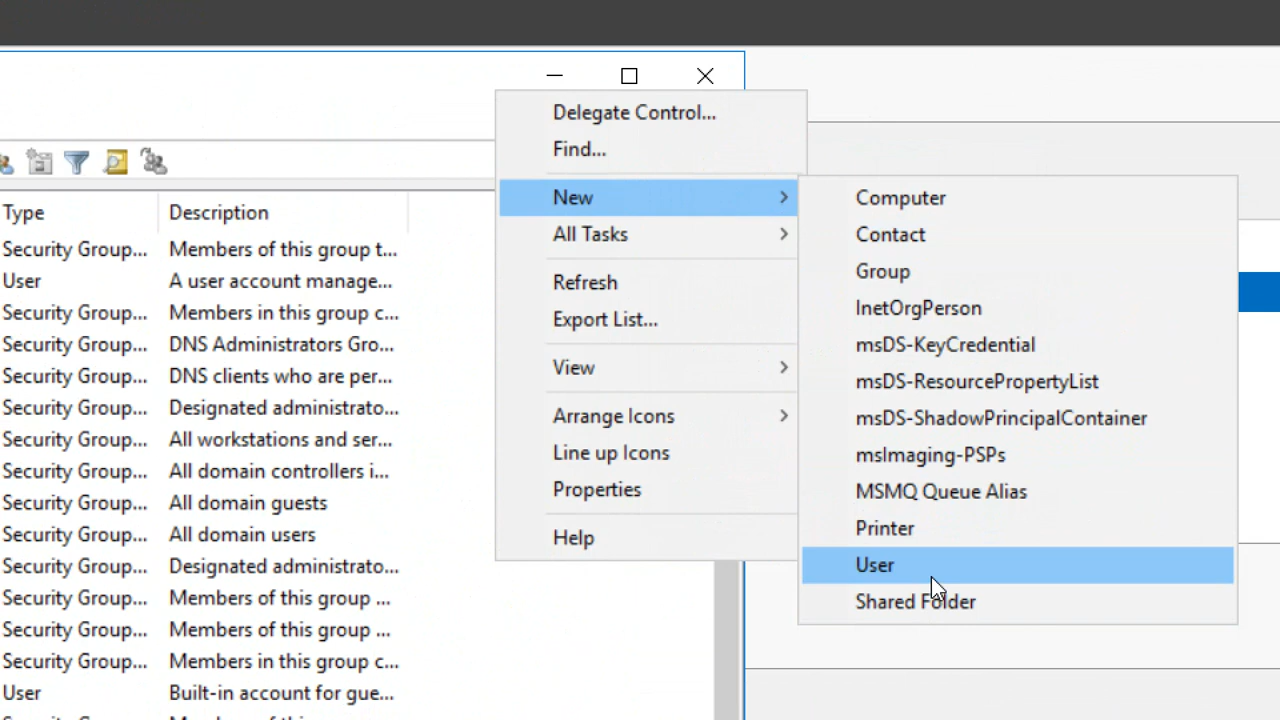 Type Description
Security Group... Members of this group t...
User A user account manage...
Security Group... Members in this group c...
Security Group... DNS Administrators Gro...
Security Group... DNS clients who are per...
Security Group... Designated administrato...
Security Group... All workstations and ser...
Security Group... All domain controllers i...
Security Group... All domain guests
Security Group... All domain users
Security Group... Designated administrato...
Security Group... Members of this group ...
Security Group... Members of this group ...
Security Group... Members in this group c...
User Built-in account for gue...
Delegate Control...
Find...
New
All Tasks
Refresh
Export List...
View
Arrange Icons
Line up Icons
Properties
Help
Computer
Contact
Group
InetOrgPerson
msDS-KeyCredential
msDS-ResourcePropertyList
msDS-ShadowPrincipalContainer
msImaging-PSPs
MSMQ Queue Alias
Printer
User
Shared Folder